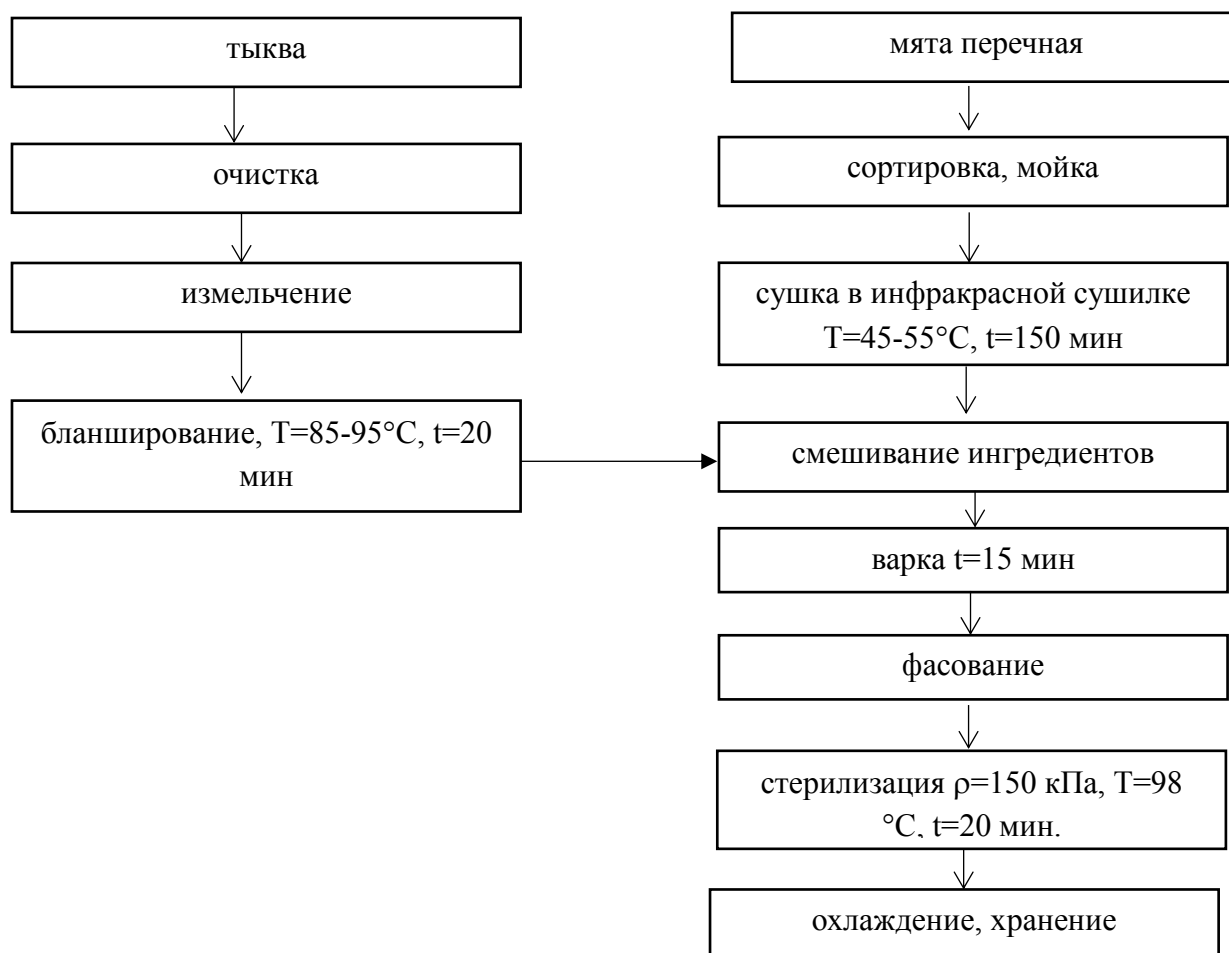 тыква
очистка
измельчение
бланширование, T=85-95°C, t=20
мин
мята перечная
сортировка, мойка
сушка в инфракрасной сушилке
T=45-55°C, t=150 мин
смешивание ингредиентов
варка t=15 мин
фасование
стерилизация ρ=150 кПа, T=98
°C, t=20 мин.
охлаждение, хранение